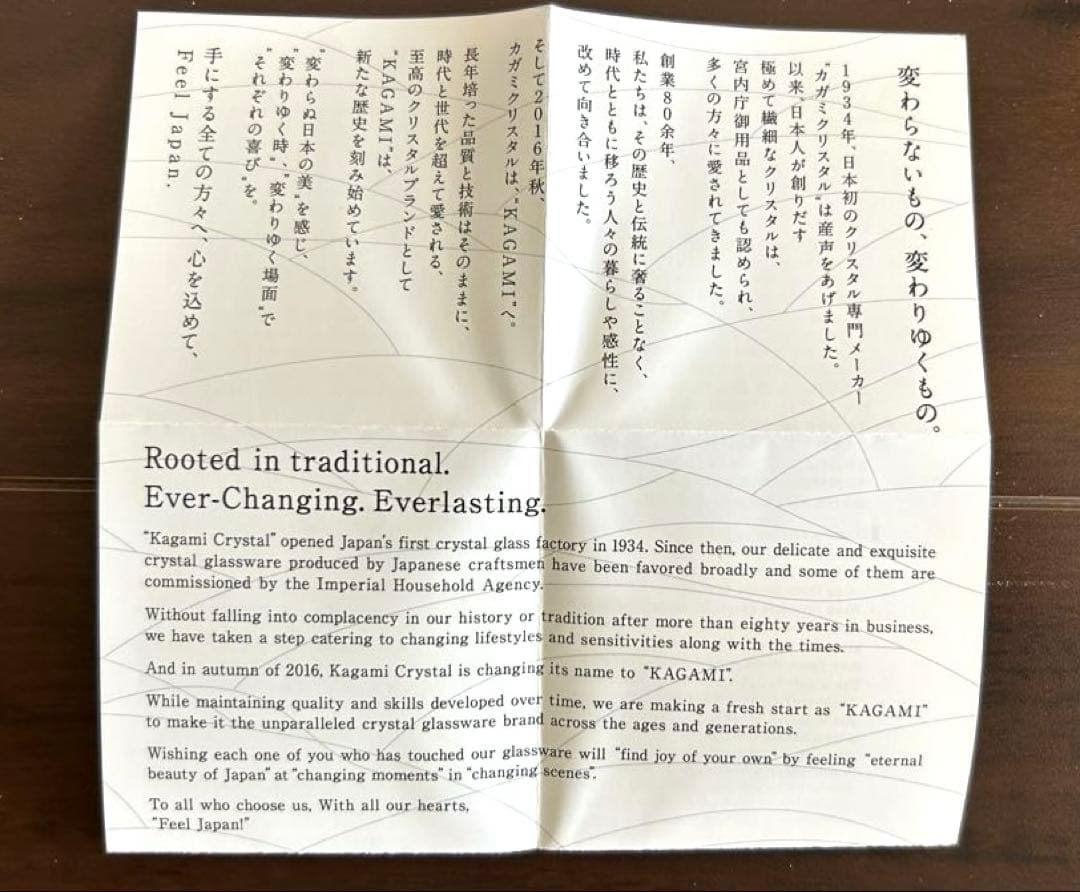 変わらないもの、変わりゆくもの。
1934年、日本初のクリスタル専門メーカー
“カガミクリスタル”は産声をあげました。
以来、日本人が創りだす
極めて繊細なクリスタルは、
宮内庁御用品としても認められ、
多くの方々に愛されてきました。
創業80余年、
私たちは、その歴史と伝統に奢ることなく、
時代とともに移ろう人々の暮らしや感性に、
改めて向き合いました。
そして2016年秋、
カガミクリスタルは、“KAGAMI”へ。
長年培った品質と技術はそのままに、
時代と世代を超えて愛される、
至高のクリスタルブランドとして
“KAGAMI”は、
新たな歴史を刻み始めています。
“変わらぬ日本の美”を感じ、
“変わりゆく時”、“変わりゆく場面”で
“それぞれの喜び”を。
手にする全ての方々へ、心を込めて、
Feel Japan.
Rooted in traditional.
Ever-Changing. Everlasting.
“Kagami Crystal” opened Japan's first crystal glass factory in 1934. Since then, our delicate and exquisite
crystal glassware produced by Japanese craftsmen have been favored broadly and some of them are
commissioned by the Imperial Household Agency.
Without falling into complacency in our history or tradition after more than eighty years in business,
we have taken a step catering to changing lifestyles and sensitivities along with the times.
And in autumn of 2016, Kagami Crystal is changing its name to “KAGAMI”.
While maintaining quality and skills developed over time, we are making a fresh start as “KAGAMI”
to make it the unparalleled crystal glassware brand across the ages and generations.
Wishing each one of you who has touched our glassware will “find joy of your own” by feeling “eternal
beauty of Japan” at “changing moments” in “changing scenes”.
To all who choose us, With all our hearts,
“Feel Japan!”